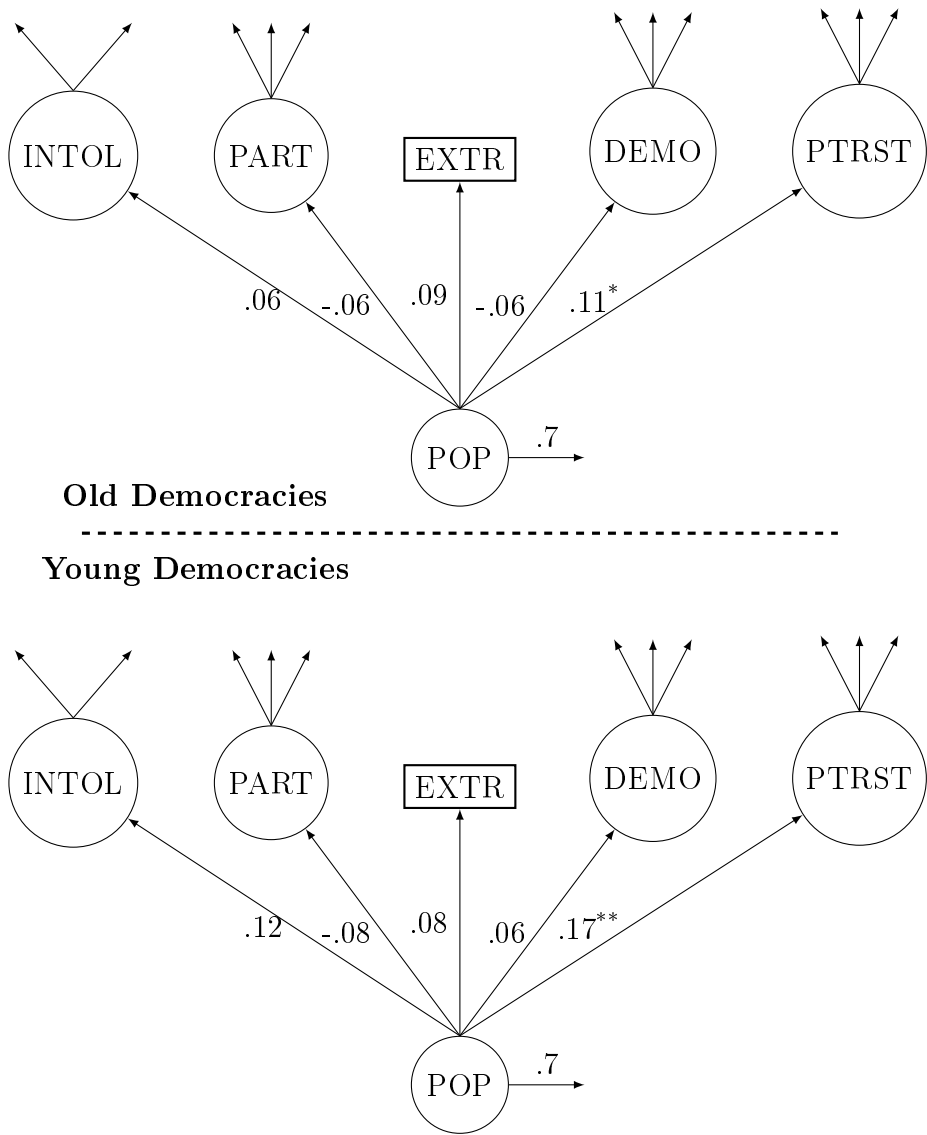 INTOL PART EXTR DEMO PTRST
.06 -.06 .09 -.06 .11*
.7
POP
Old Democracies
Young Democracies
INTOL PART EXTR DEMO PTRST
.12 -.08 .08 .06 .17**
.7
POP